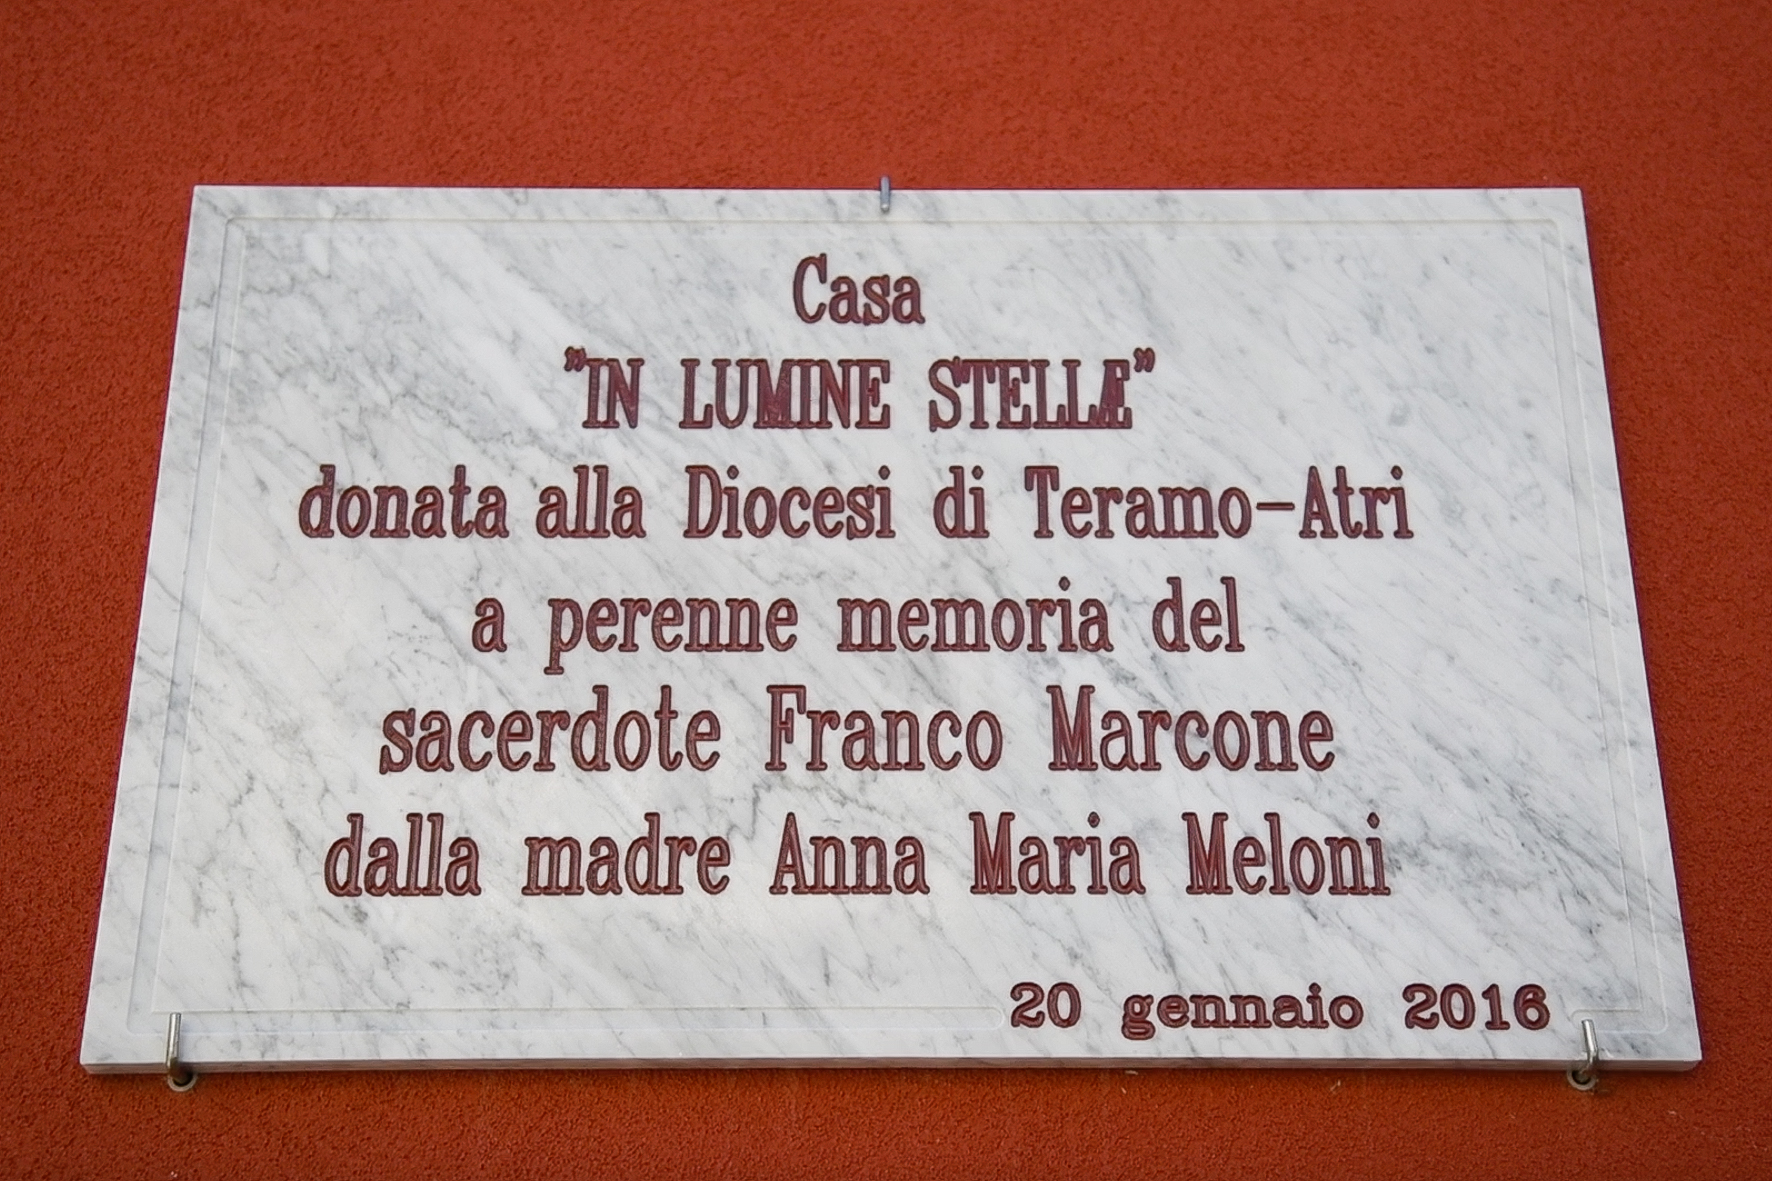 Casa
"IN LUMINE STELLÆ"
donata alla Diocesi di Teramo-Atri
a perenne memoria del
sacerdote Franco Marcone
dalla madre Anna Maria Meloni
20 gennaio 2016